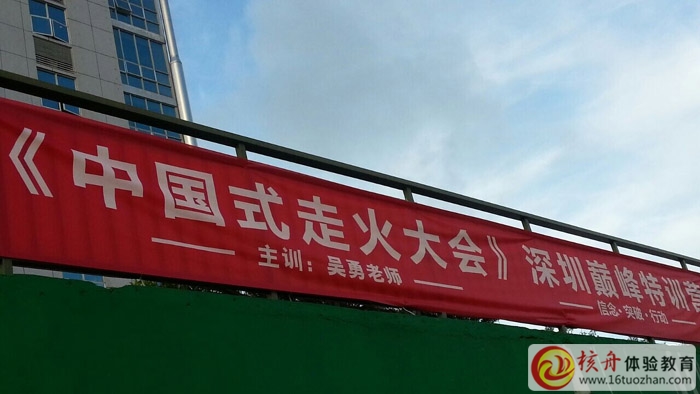 《中国式走火大会》深圳巅峰特训营
主训：吴勇老师
信念·突破·行动
核舟体验教育
www.16tuozhan.com